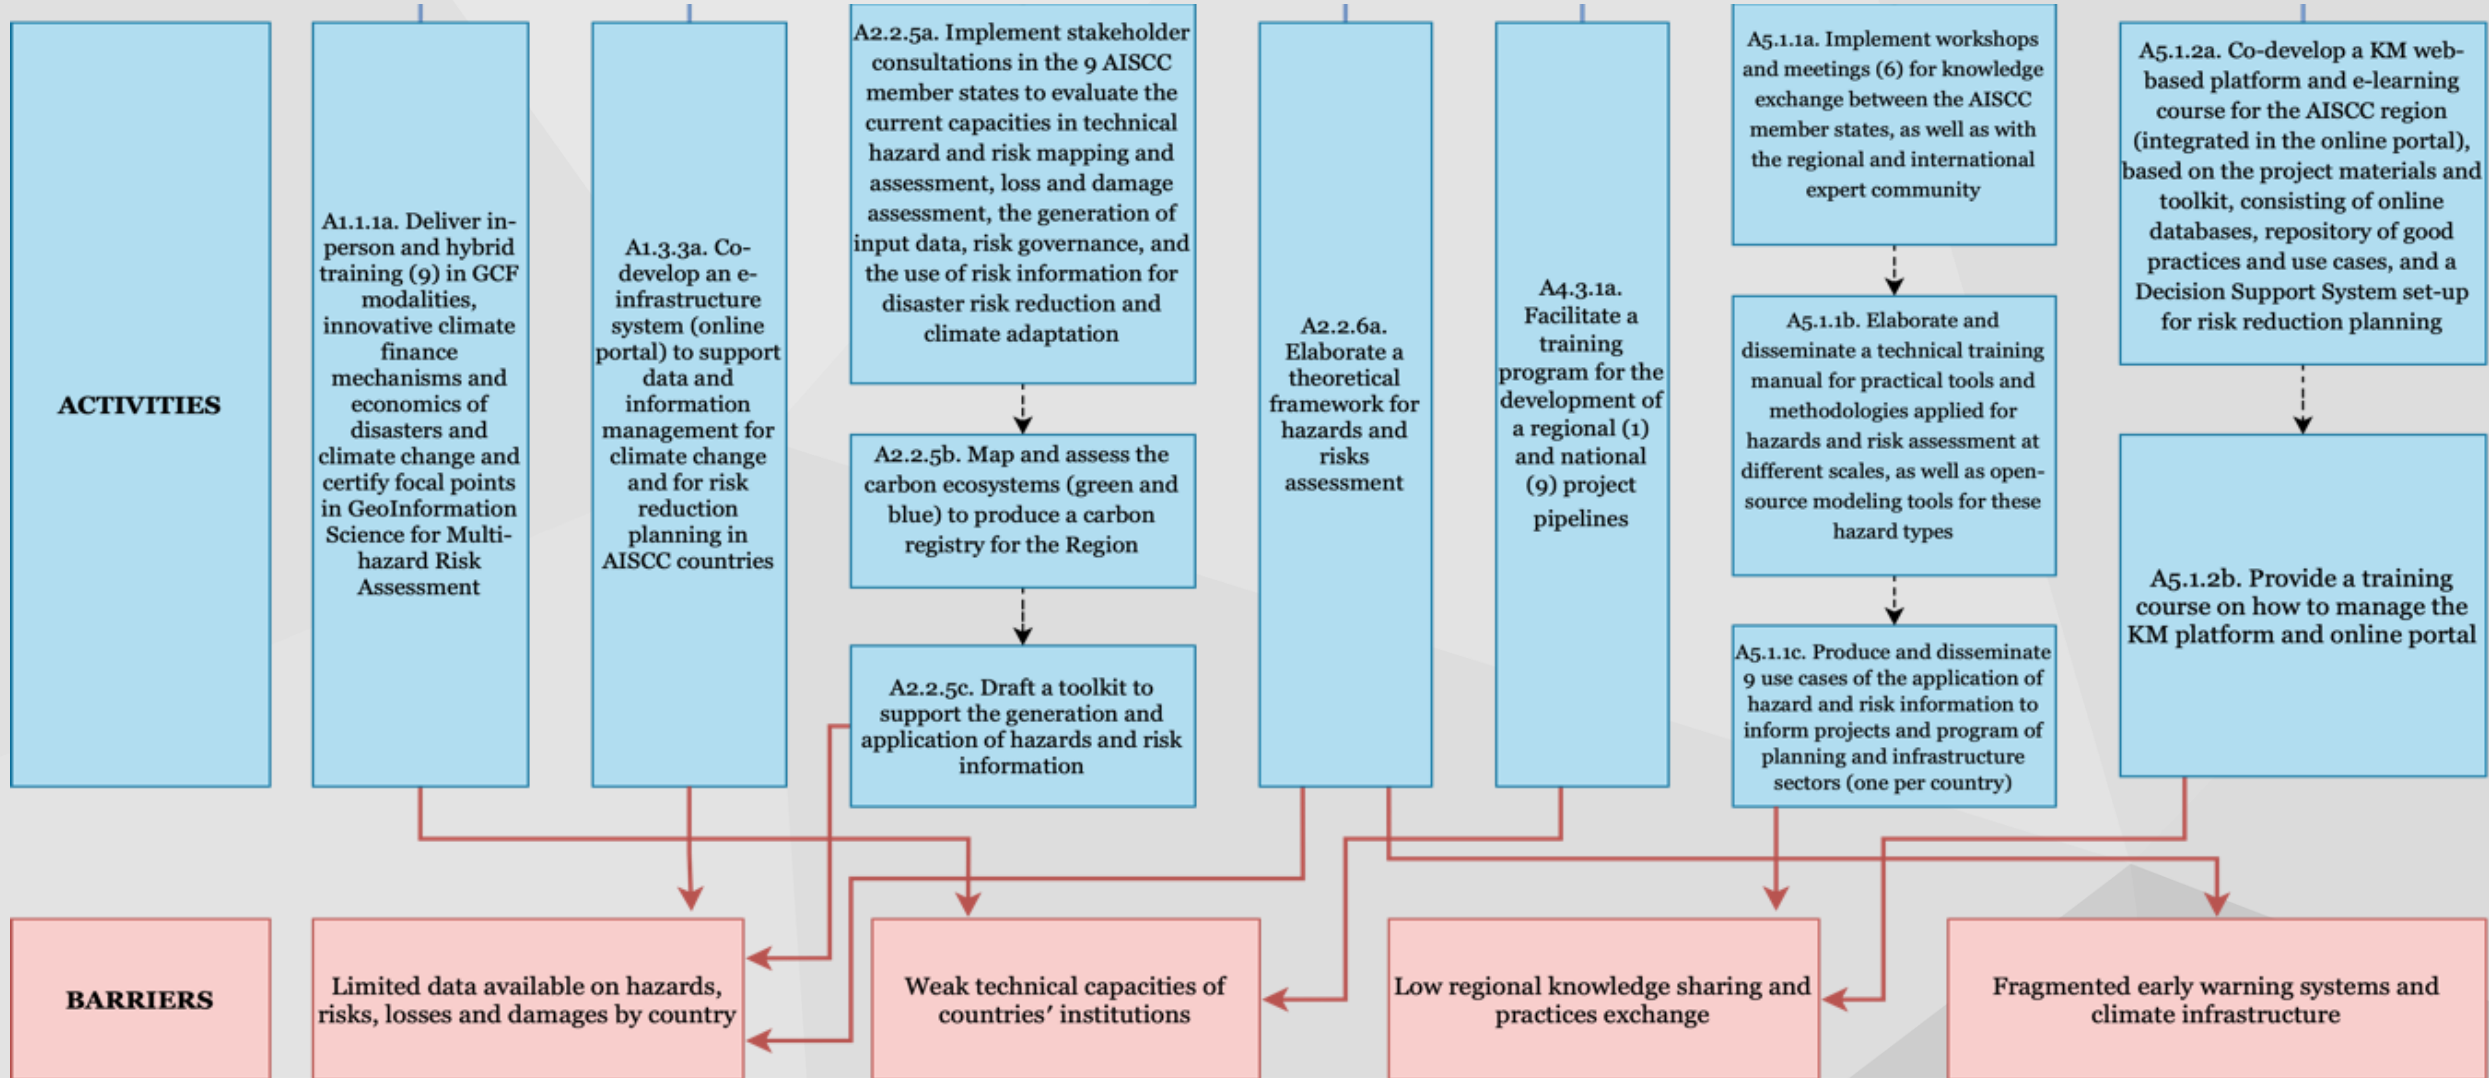 ACTIVITIES
A1.1.1a. Deliver in-
person and hybrid
training (9) in GCF
modalities,
innovative climate
finance
mechanisms and
economics of
disasters and
climate change and
certify focal points
in GeoInformation
Science for Multi-
hazard Risk
Assessment
A1.3.3a. Co-
develop an e-
infrastructure
system (online
portal) to support
data and
information
management for
climate change
and for risk
reduction
planning in
AISCC countries
A2.2.5a. Implement stakeholder
consultations in the 9 AISCC
member states to evaluate the
current capacities in technical
hazard and risk mapping and
assessment, loss and damage
assessment, the generation of
input data, risk governance, and
the use of risk information for
disaster risk reduction and
climate adaptation
A2.2.5b. Map and assess the
carbon ecosystems (green and
blue) to produce a carbon
registry for the Region
A2.2.5c. Draft a toolkit to
support the generation and
application of hazards and risk
information
A2.2.6a.
Elaborate a
theoretical
framework for
hazards and
risks
assessment
A4.3.1a.
Facilitate a
training
program for the
development of
a regional (1)
and national
(9) project
pipelines
A5.1.1a. Implement workshops
and meetings (6) for knowledge
exchange between the AISCC
member states, as well as with
the regional and international
expert community
A5.1.1b. Elaborate and
disseminate a technical training
manual for practical tools and
methodologies applied for
hazards and risk assessment at
different scales, as well as open-
source modeling tools for these
hazard types
A5.1.1c. Produce and disseminate
9 use cases of the application of
hazard and risk information to
inform projects and program of
planning and infrastructure
sectors (one per country)
A5.1.2a. Co-develop a KM web-
based platform and e-learning
course for the AISCC region
(integrated in the online portal),
based on the project materials and
toolkit, consisting of online
databases, repository of good
practices and use cases, and a
Decision Support System set-up
for risk reduction planning
A5.1.2b. Provide a training
course on how to manage the
KM platform and online portal
BARRIERS
Limited data available on hazards,
risks, losses and damages by country
Weak technical capacities of
countries' institutions
Low regional knowledge sharing and
practices exchange
Fragmented early warning systems and
climate infrastructure